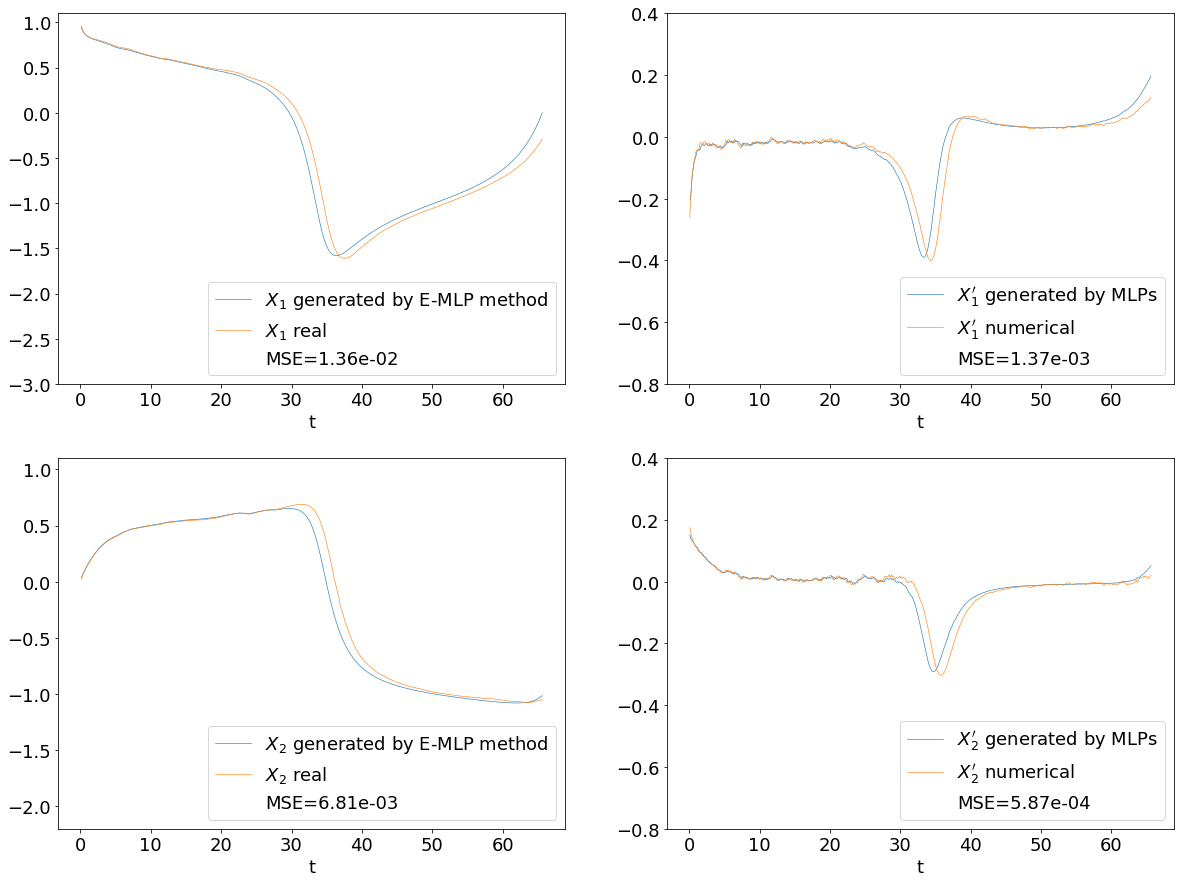 1.0
0.5
0.0
−0.5
−1.0
−1.5
−2.0
−2.5
−3.0
0 10 20 30 40 50 60
t
X₁ generated by E-MLP method
X₁ real
MSE=1.36e-02
0.4
0.2
0.0
−0.2
−0.4
−0.6
−0.8
0 10 20 30 40 50 60
t
X₁′ generated by MLPs
X₁′ numerical
MSE=1.37e-03
1.0
0.5
0.0
−0.5
−1.0
−1.5
−2.0
0 10 20 30 40 50 60
t
X₂ generated by E-MLP method
X₂ real
MSE=6.81e-03
0.4
0.2
0.0
−0.2
−0.4
−0.6
−0.8
0 10 20 30 40 50 60
t
X₂′ generated by MLPs
X₂′ numerical
MSE=5.87e-04